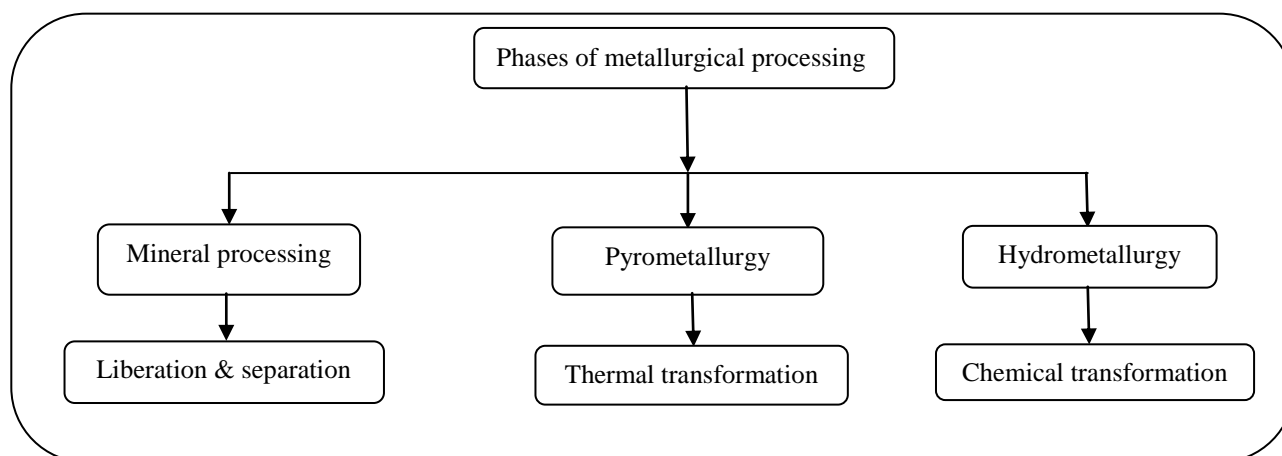 Phases of metallurgical processing
Mineral processing
Pyrometallurgy
Hydrometallurgy
Liberation & separation
Thermal transformation
Chemical transformation